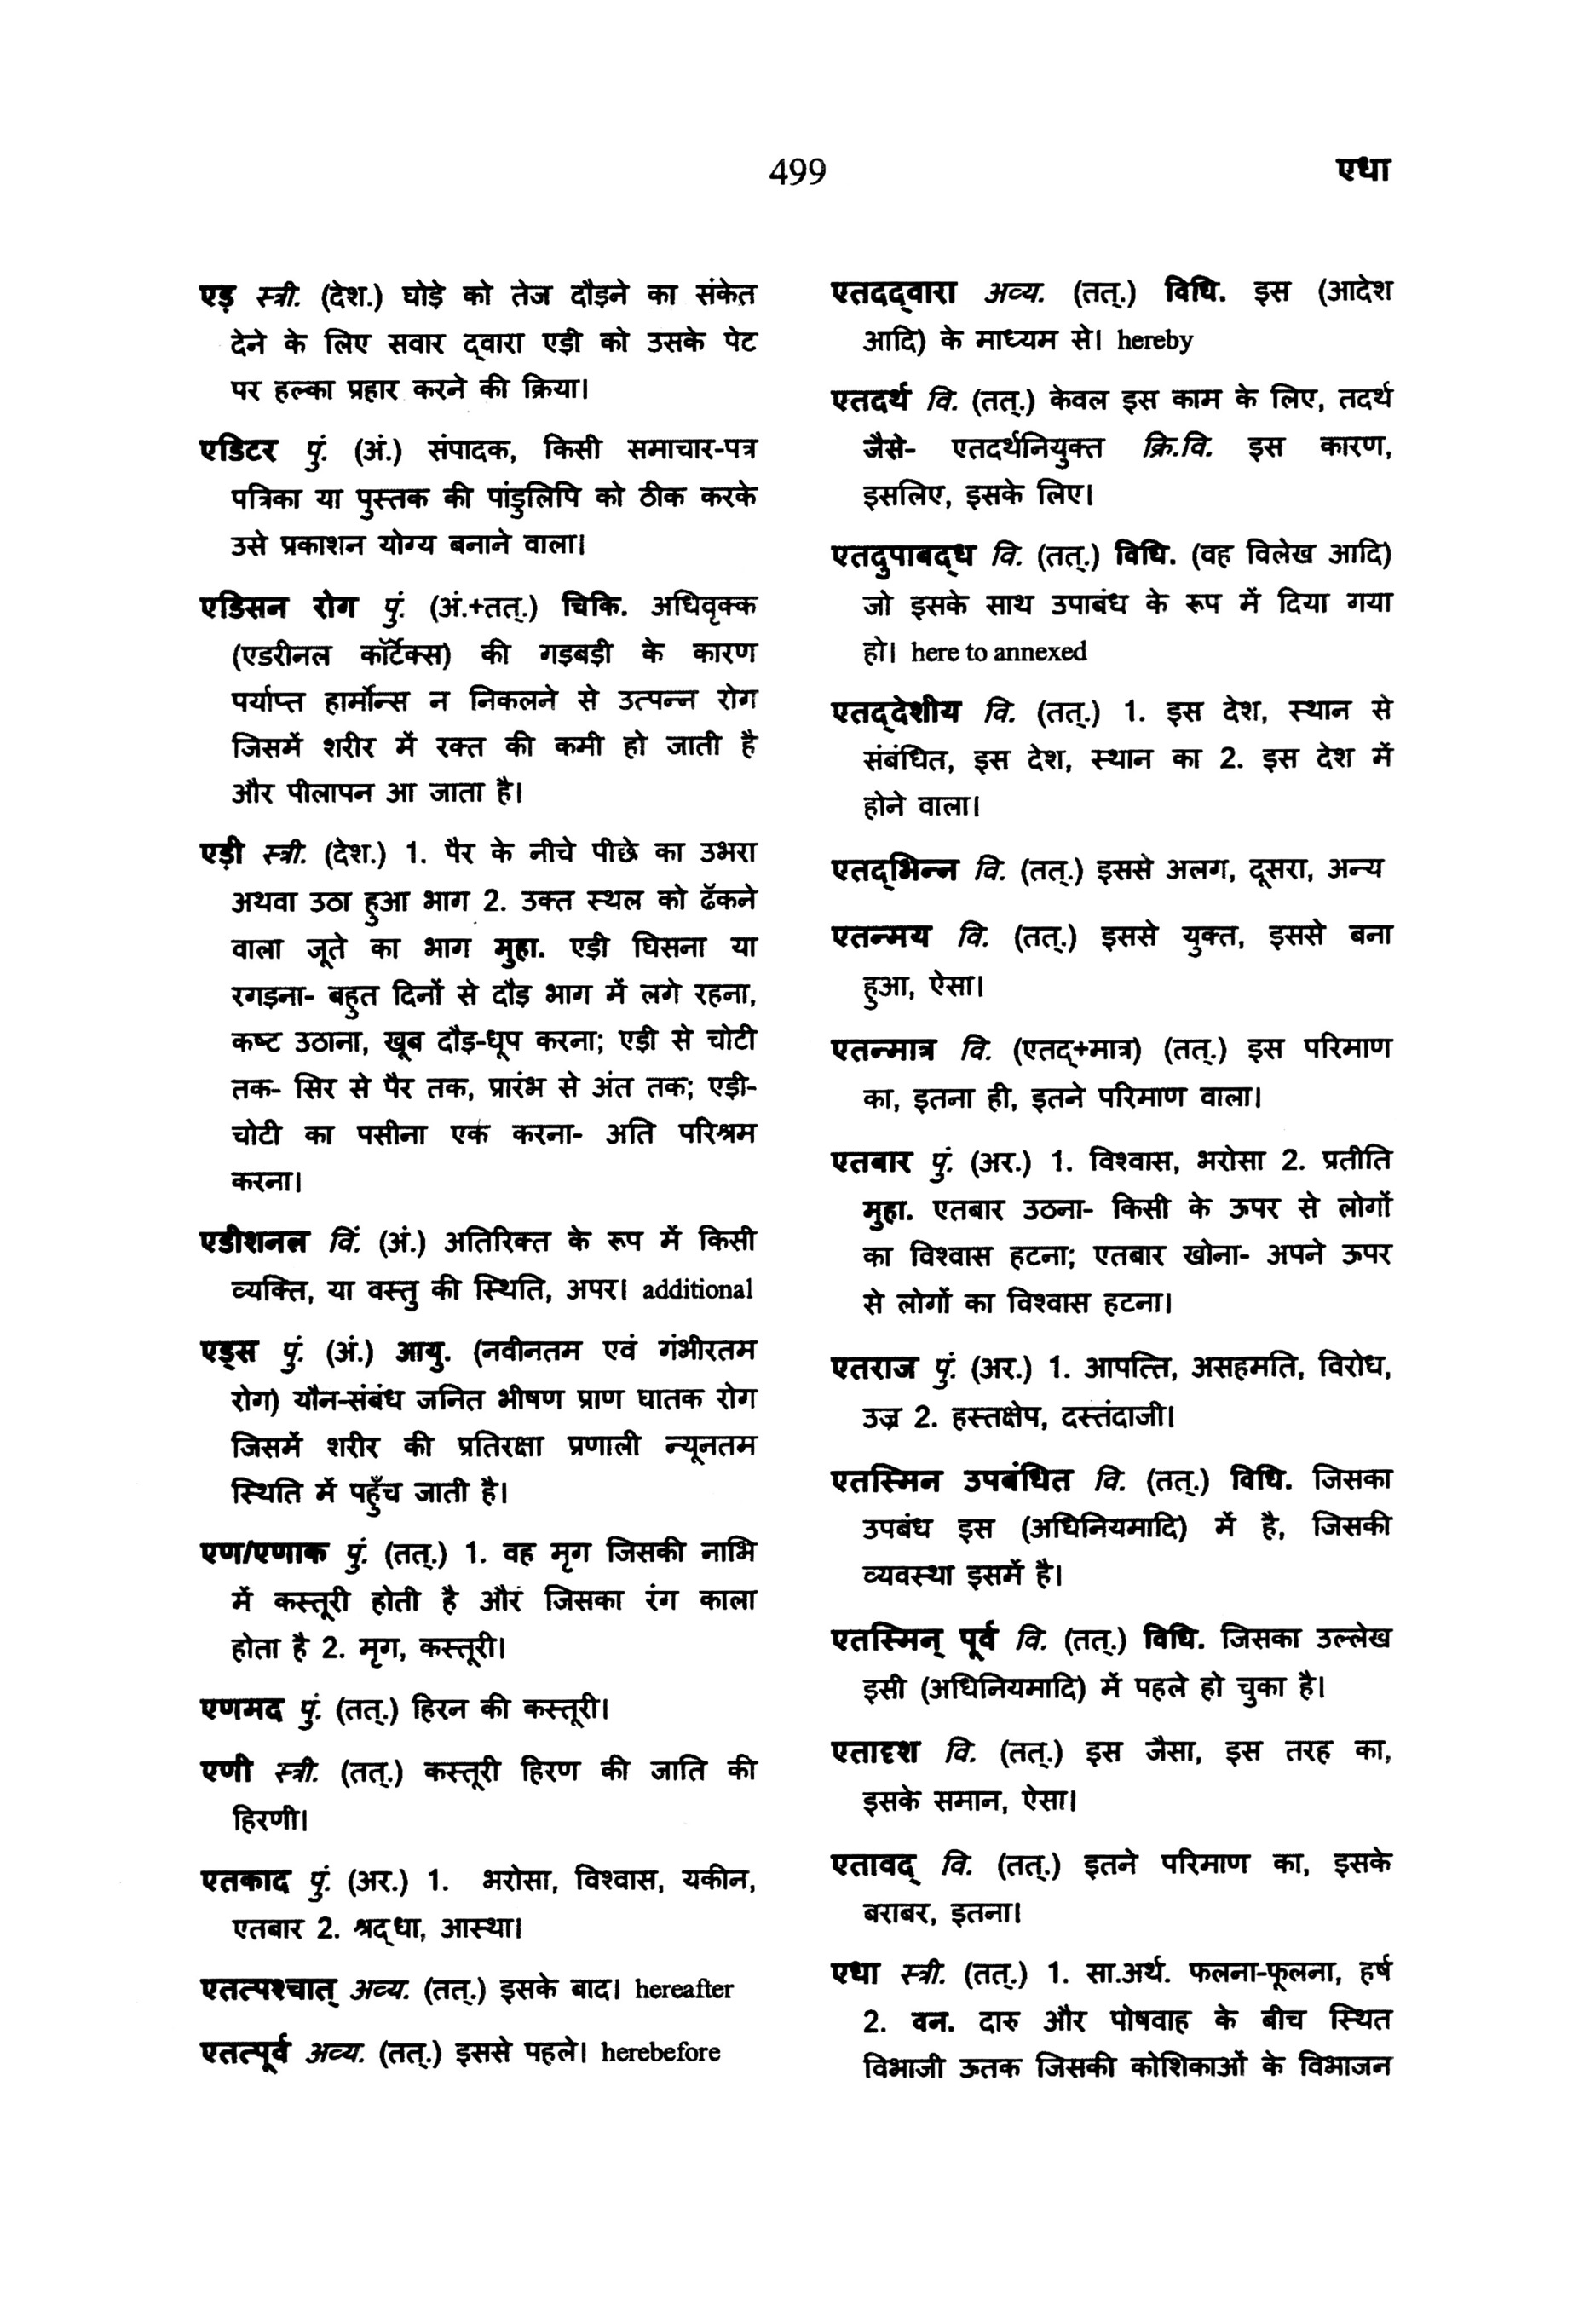 499
एधा
एड़ स्त्री. (देश.) घोड़े को तेज दौड़ने का संकेत
देने के लिए सवार द्वारा एड़ी को उसके पेट
पर हल्का प्रहार करने की क्रिया।
एडिटर पुं. (अं.) संपादक, किसी समाचार-पत्र
पत्रिका या पुस्तक की पांडुलिपि को ठीक करके
उसे प्रकाशन योग्य बनाने वाला।
एडिसन रोग पुं. (अं.+तत्.) चिकि. अधिवृक्क
(एडरीनल कॉर्टेक्स) की गड़बड़ी के कारण
पर्याप्त हार्मोन्स न निकलने से उत्पन्न रोग
जिसमें शरीर में रक्त की कमी हो जाती है
और पीलापन आ जाता है।
एड़ी स्त्री. (देश.) 1. पैर के नीचे पीछे का उभरा
अथवा उठा हुआ भाग 2. उक्त स्थल को ढॅकने
वाला जूते का भाग मुहा. एड़ी घिसना या
रगड़ना- बहुत दिनों से दौड़ भाग में लगे रहना,
कष्ट उठाना, खूब दौड़-धूप करना; एड़ी से चोटी
तक- सिर से पैर तक, प्रारंभ से अंत तक; एड़ी-
चोटी का पसीना एक करना- अति परिश्रम
करना।
एडीशनल विं. (अं.) अतिरिक्त के रूप में किसी
व्यक्ति, या वस्तु की स्थिति, अपर। additional
एड्स पुं. (अं.) आयु. (नवीनतम एवं गंभीरतम
रोग) यौन-संबंध जनित भीषण प्राण घातक रोग
जिसमें शरीर की प्रतिरक्षा प्रणाली न्यूनतम
स्थिति में पहुँच जाती है।
एण/एणाक पुं. (तत्.) 1. वह मृग जिसकी नाभि
में कस्तूरी होती है और जिसका रंग काला
होता है 2. मृग, कस्तूरी।
एणमद पुं. (तत्.) हिरन की कस्तूरी।
एणी स्त्री. (तत्.) कस्तूरी हिरण की जाति की
हिरणी।
एतकाद पुं. (अर.) 1. भरोसा, विश्वास, यकीन,
एतबार 2. श्रद्धा, आस्था।
एतत्पश्चात् अव्य. (तत्.) इसके बाद। hereafter
एतत्पूर्व अव्य. (तत्.) इससे पहले। herebefore
एतदद्वारा अव्य. (तत्.) विधि. इस (आदेश
आदि) के माध्यम से। hereby
एतदर्थ वि. (तत्.) केवल इस काम के लिए, तदर्थ
जैसे- एतदर्थनियुक्त क्रि.वि. इस कारण,
इसलिए, इसके लिए।
एतदुपाबद्ध वि. (तत्.) विधि. (वह विलेख आदि)
जो इसके साथ उपाबंध के रूप में दिया गया
हो। here to annexed
एतद्देशीय वि. (तत्.) 1. इस देश, स्थान से
संबंधित, इस देश, स्थान का 2. इस देश में
होने वाला।
एतद्भिन्न वि. (तत्.) इससे अलग, दूसरा, अन्य
एतन्मय वि. (तत्.) इससे युक्त, इससे बना
हुआ, ऐसा।
एतन्मात्र वि. (एतद्+मात्र) (तत्.) इस परिमाण
का, इतना ही, इतने परिमाण वाला।
एतबार पुं. (अर.) 1. विश्वास, भरोसा 2. प्रतीति
मुहा. एतबार उठना- किसी के ऊपर से लोगों
का विश्वास हटना; एतबार खोना- अपने ऊपर
से लोगों का विश्वास हटना।
एतराज पुं. (अर.) 1. आपत्ति, असहमति, विरोध,
उज्र 2. हस्तक्षेप, दस्तंदाजी।
एतस्मिन उपबंधित वि. (तत्.) विधि. जिसका
उपबंध इस (अधिनियमादि) में है, जिसकी
व्यवस्था इसमें है।
एतस्मिन् पूर्व वि. (तत्.) विधि. जिसका उल्लेख
इसी (अधिनियमादि) में पहले हो चुका है।
एतादृश वि. (तत्.) इस जैसा, इस तरह का,
इसके समान, ऐसा।
एतावद् वि. (तत्.) इतने परिमाण का, इसके
बराबर, इतना।
एधा स्त्री. (तत्.) 1. सा.अर्थ. फलना-फूलना, हर्ष
2. वन. दारु और पोषवाह के बीच स्थित
विभाजी ऊतक जिसकी कोशिकाओं के विभाजन